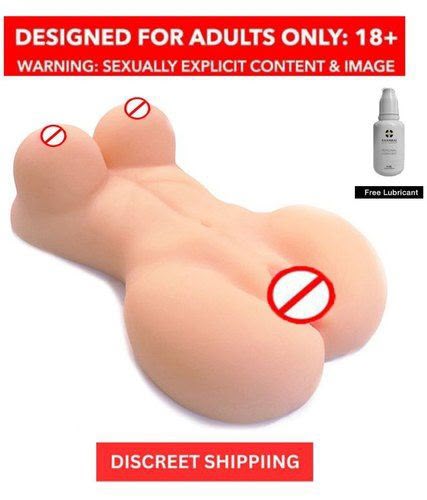 DESIGNED FOR ADULTS ONLY: 18+
WARNING: SEXUALLY EXPLICIT CONTENT & IMAGE
Free Lubricant
DISCREET SHIPPIING